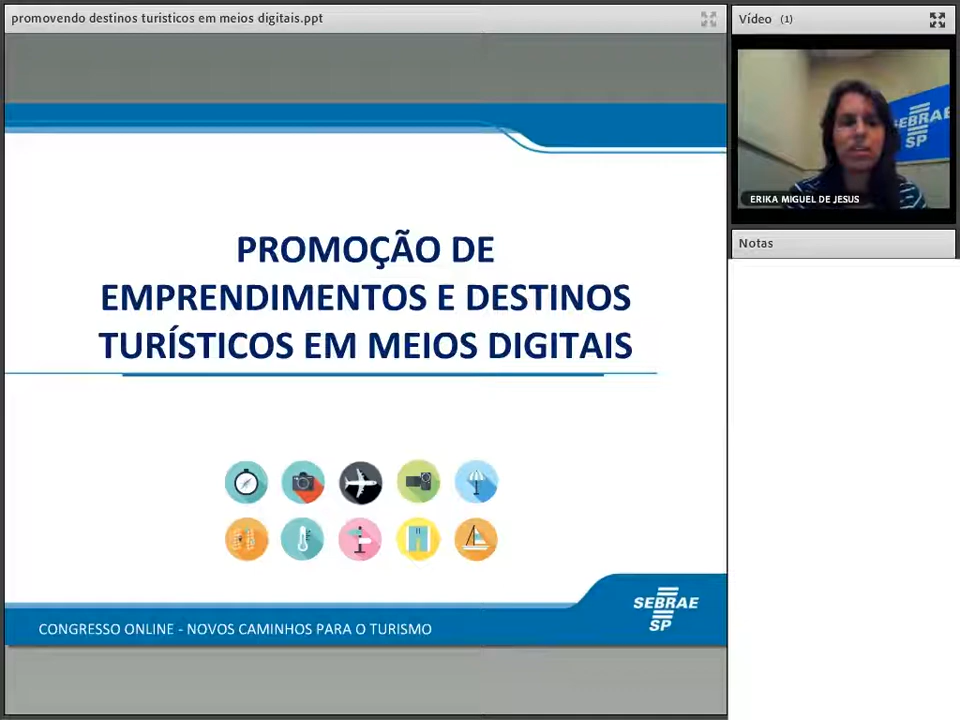 promovendo destinos turisticos em meios digitais.ppt
Vídeo (1)
SEBRAE
SP
ERIKA MIGUEL DE JESUS
Notas
PROMOÇÃO DE
EMPRENDIMENTOS E DESTINOS
TURÍSTICOS EM MEIOS DIGITAIS
SEBRAE
SP
CONGRESSO ONLINE - NOVOS CAMINHOS PARA O TURISMO